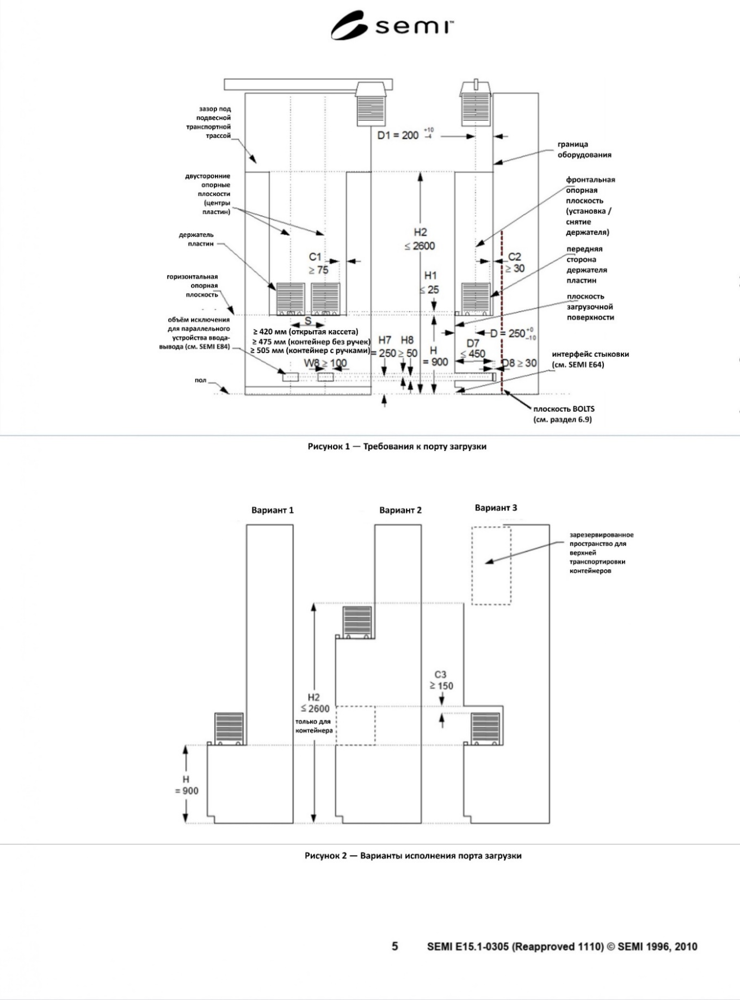 semi™
зазор под
подвесной
транспортной
трассой
D1 = 200 +10 –4
граница
оборудования
двусторонние
опорные
плоскости
(центры
пластин)
фронтальная
опорная
плоскость
(установка /
снятие
держателя)
H2
≤ 2600
держатель
пластин
C1
≥ 75
C2
≥ 30
передняя
сторона
держателя
пластин
H1
≤ 25
горизонтальная
опорная
плоскость
плоскость
загрузочной
поверхности
объём исключения
для параллельного
устройства ввода-
вывода (см. SEMI E84)
S
≥ 420 мм (открытая кассета)
≥ 475 мм (контейнер без ручек)
≥ 505 мм (контейнер с ручками)
H7
= 250
H8
≥ 50
H
= 900
D = 250 +0 –10
D7
≤ 450
W8 ≥ 100
D8 ≥ 30
интерфейс стыковки
(см. SEMI E64)
пол
плоскость BOLTS
(см. раздел 6.9)
Рисунок 1 — Требования к порту загрузки
Вариант 1
Вариант 2
Вариант 3
зарезервированное
пространство для
верхней
транспортировки
контейнеров
C3
≥ 150
H2
≤ 2600
только для
контейнера
H
= 900
Рисунок 2 — Варианты исполнения порта загрузки
5 SEMI E15.1-0305 (Reapproved 1110) © SEMI 1996, 2010